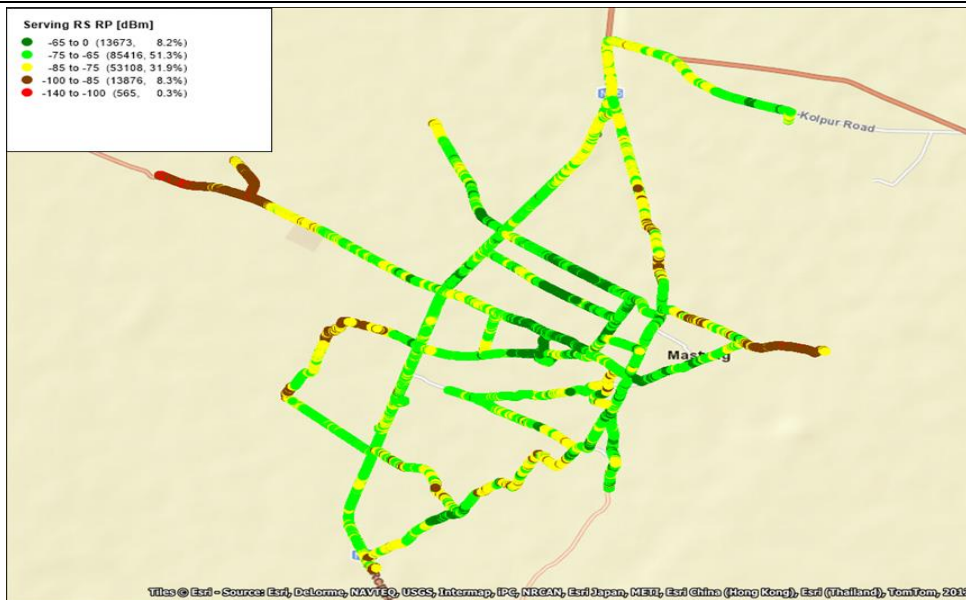 Serving RS RP [dBm]
-65 to 0 (13673, 8.2%)
-75 to -65 (85416, 51.3%)
-85 to -75 (53108, 31.9%)
-100 to -85 (13876, 8.3%)
-140 to -100 (565, 0.3%)
Kolpur Road
Tiles © Esri - Source: Esri, DeLorme, NAVTEQ, USGS, Intermap, iPC, NRCAN, Esri Japan, METI, Esri China (Hong Kong), Esri (Thailand), TomTom,